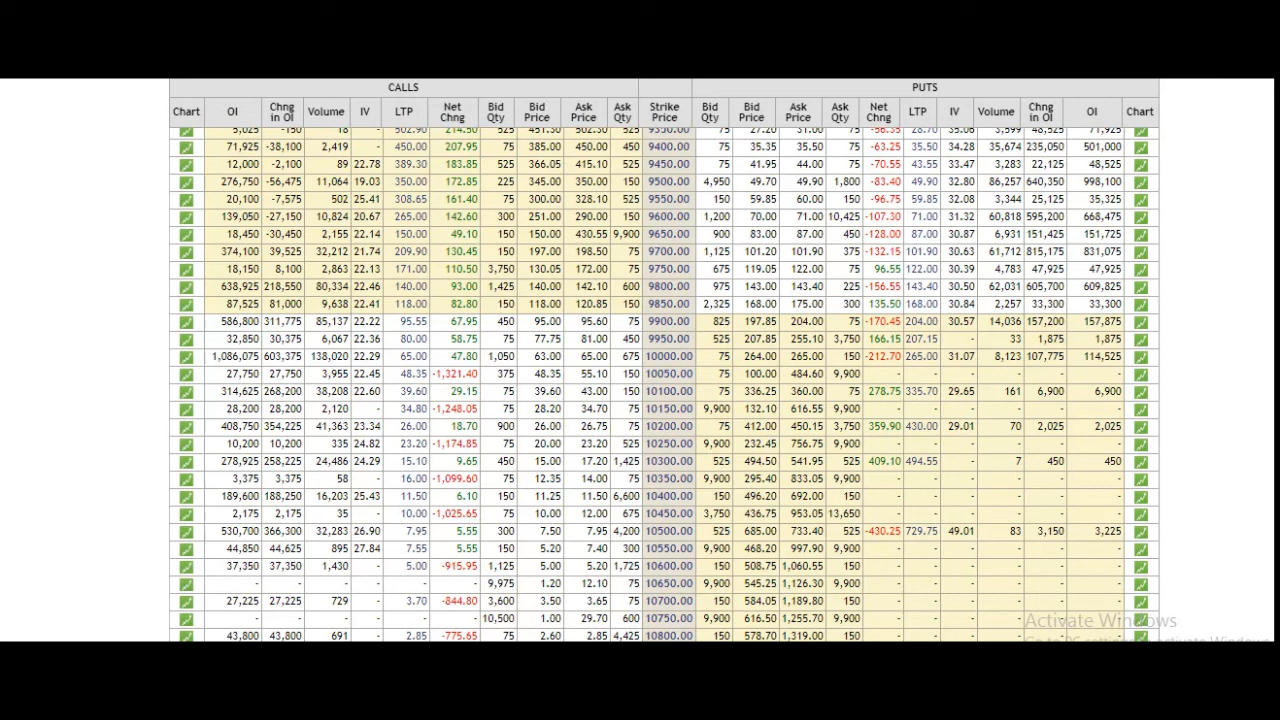 CALLS PUTS
Chart OI Chng in OI Volume IV LTP Net Chng Bid Qty Bid Price Ask Price Ask Qty Strike Price Bid Qty Bid Price Ask Price Ask Qty Net Chng LTP IV Volume Chng in OI OI Chart
5,025 -150 18 - 502.90 214.50 525 451.30 502.30 525 9350.00 75 27.20 31.00 75 -56.35 28.70 35.06 3,599 48,525 71,925
71,925 -38,100 2,419 - 450.00 207.95 75 385.00 450.00 450 9400.00 75 35.35 35.50 75 -63.25 35.50 34.28 35,674 235,050 501,000
12,000 -2,100 89 22.78 389.30 183.85 525 366.05 415.10 525 9450.00 75 41.95 44.00 75 -70.55 43.55 33.47 3,283 22,125 48,525
276,750 -56,475 11,064 19.03 350.00 172.85 225 345.00 350.00 150 9500.00 4,950 49.70 49.90 1,800 -83.40 49.90 32.80 86,257 640,350 998,100
20,100 -7,575 502 25.41 308.65 161.40 75 300.00 328.10 525 9550.00 150 59.85 60.00 150 -96.75 59.85 32.08 3,344 25,125 35,325
139,050 -27,150 10,824 20.67 265.00 142.60 300 251.00 290.00 150 9600.00 1,200 70.00 71.00 10,425 -107.30 71.00 31.32 60,818 595,200 668,475
18,450 -30,450 2,155 22.14 150.00 49.10 150 150.00 430.55 9,900 9650.00 900 83.00 87.00 450 -128.00 87.00 30.87 6,931 151,425 151,725
374,100 39,525 32,212 21.74 209.90 130.45 150 197.00 198.50 75 9700.00 1,125 101.20 101.90 375 -132.15 101.90 30.63 61,712 815,175 831,075
18,150 8,100 2,863 22.13 171.00 110.50 3,750 130.05 172.00 75 9750.00 675 119.05 122.00 75 96.55 122.00 30.39 4,783 47,925 47,925
638,925 218,550 80,334 22.46 140.00 93.00 1,425 140.00 142.10 600 9800.00 975 143.00 143.40 225 -156.55 143.40 30.50 62,031 605,700 609,825
87,525 81,000 9,638 22.41 118.00 82.80 150 118.00 120.85 150 9850.00 2,325 168.00 175.00 300 135.50 168.00 30.84 2,257 33,300 33,300
586,800 311,775 85,137 22.22 95.55 67.95 450 95.00 95.60 75 9900.00 825 197.85 204.00 75 -170.45 204.00 30.57 14,036 157,200 157,875
32,850 30,375 6,067 22.36 80.00 58.75 75 77.75 81.00 450 9950.00 525 207.85 255.10 3,750 166.15 207.15 - 33 1,875 1,875
1,086,075 603,375 138,020 22.29 65.00 47.80 1,050 63.00 65.00 675 10000.00 75 264.00 265.00 150 -212.70 265.00 31.07 8,123 107,775 114,525
27,750 27,750 3,955 22.45 48.35 -1,321.40 375 48.35 55.10 150 10050.00 75 100.00 484.60 9,900 - - - - - -
314,625 268,200 38,208 22.60 39.60 29.15 75 39.60 43.00 150 10100.00 75 336.25 360.00 75 278.75 335.70 29.65 161 6,900 6,900
28,200 28,200 2,120 - 34.80 -1,248.05 75 28.20 34.70 75 10150.00 9,900 132.10 616.55 9,900 - - - - - -
408,750 354,225 41,363 23.34 26.00 18.70 900 26.00 26.75 75 10200.00 75 412.00 450.15 3,750 359.90 430.00 29.01 70 2,025 2,025
10,200 10,200 335 24.82 23.20 -1,174.85 75 20.00 23.20 525 10250.00 9,900 232.45 756.75 9,900 - - - - - -
278,925 258,225 24,486 24.29 15.10 9.65 450 15.00 17.20 1,425 10300.00 525 494.50 541.95 525 409.10 494.55 - 7 450 450
3,375 3,375 58 - 16.00 -1,099.60 75 12.35 14.00 75 10350.00 9,900 295.40 833.05 9,900 - - - - - -
189,600 188,250 16,203 25.43 11.50 6.10 150 11.25 11.50 6,600 10400.00 150 496.20 692.00 150 - - - - - -
2,175 2,175 35 - 10.00 -1,025.65 75 10.00 12.00 675 10450.00 3,750 436.75 953.05 13,650 - - - - - -
530,700 366,300 32,283 26.90 7.95 5.55 300 7.50 7.95 4,200 10500.00 525 685.00 733.40 525 -430.25 729.75 49.01 83 3,150 3,225
44,850 44,625 895 27.84 7.55 5.55 150 5.20 7.40 300 10550.00 9,900 468.20 997.90 9,900 - - - - - -
37,350 37,350 1,430 - 5.00 -915.95 1,125 5.00 5.20 1,725 10600.00 150 508.75 1,060.55 150 - - - - - -
- - - - - - 9,975 1.20 12.10 75 10650.00 9,900 545.25 1,126.30 9,900 - - - - - -
27,225 27,225 729 - 3.70 -844.80 3,600 3.50 3.65 75 10700.00 150 584.05 1,189.80 150 - - - - - -
- - - - - - 10,500 1.00 29.70 600 10750.00 9,900 616.50 1,255.70 9,900 - - - - - -
43,800 43,800 691 - 2.85 -775.65 75 2.60 2.85 4,425 10800.00 150 578.70 1,319.00 150 - - - - - -
Activate Windows